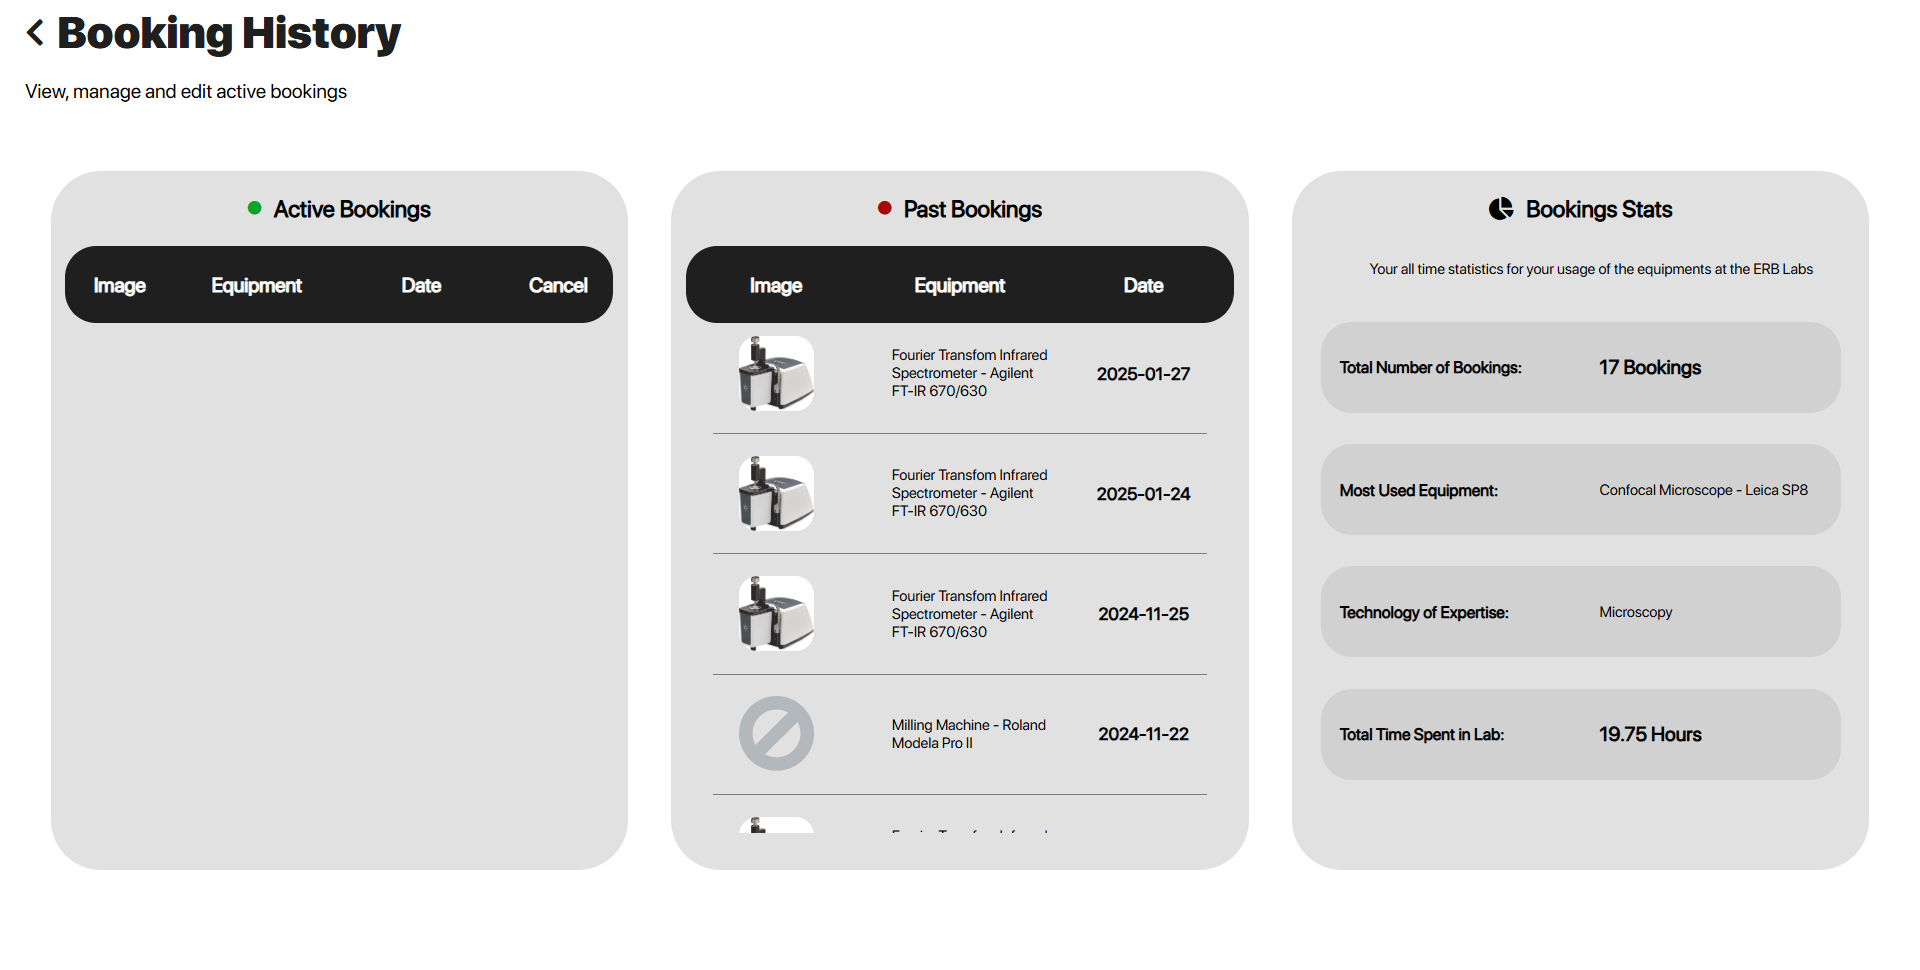 Booking History
View, manage and edit active bookings
Active Bookings
Image Equipment Date Cancel
Past Bookings
Image Equipment Date
Fourier Transfom Infrared
Spectrometer - Agilent
FT-IR 670/630
2025-01-27
Fourier Transfom Infrared
Spectrometer - Agilent
FT-IR 670/630
2025-01-24
Fourier Transfom Infrared
Spectrometer - Agilent
FT-IR 670/630
2024-11-25
Milling Machine - Roland
Modela Pro II
2024-11-22
Bookings Stats
Your all time statistics for your usage of the equipments at the ERB Labs
Total Number of Bookings: 17 Bookings
Most Used Equipment: Confocal Microscope - Leica SP8
Technology of Expertise: Microscopy
Total Time Spent in Lab: 19.75 Hours